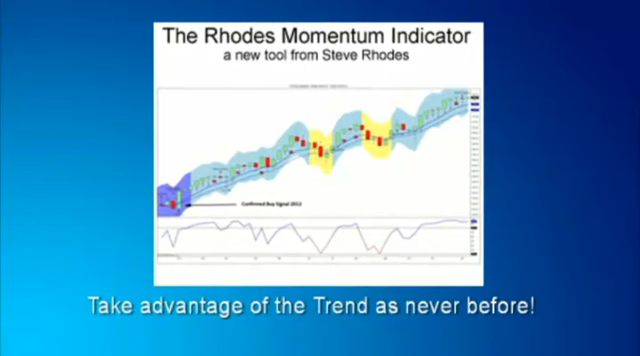 The Rhodes Momentum Indicator
a new tool from Steve Rhodes
Confirmed Buy Signal 2012
Take advantage of the Trend as never before!